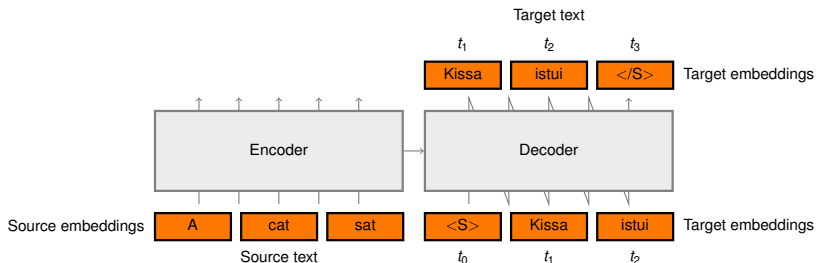 Target text
t1 t2 t3
Kissa istui </S> Target embeddings
Encoder Decoder
Source embeddings A cat sat <S> Kissa istui Target embeddings
Source text t0 t1 t2